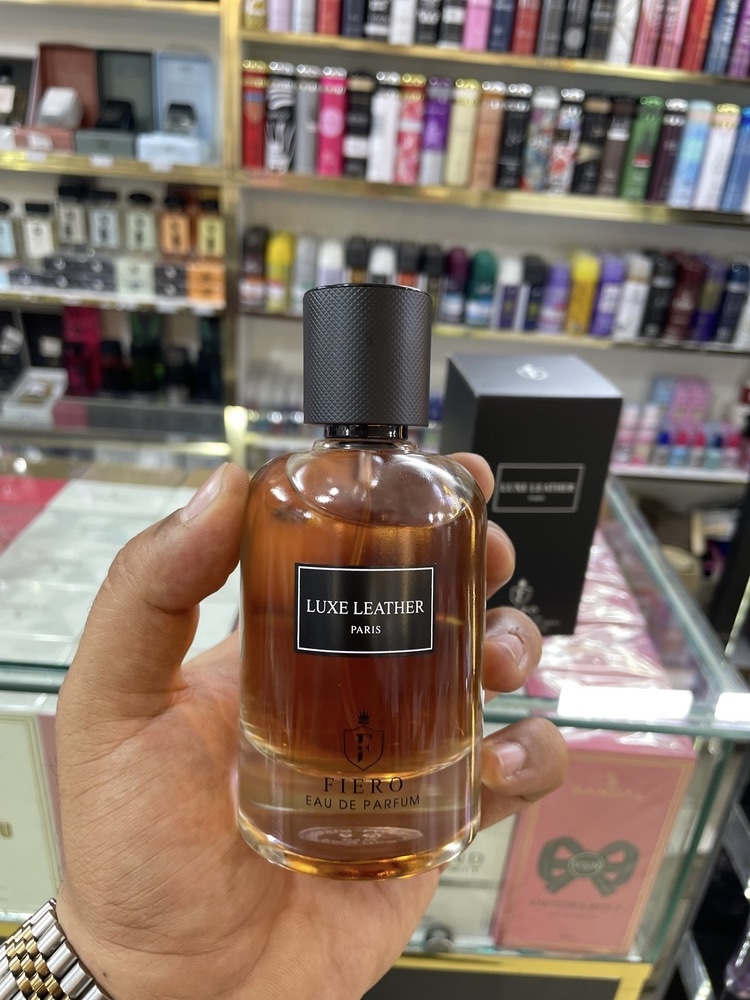 LUXE LEATHER
PARIS
F
FIERO
EAU DE PARFUM
LUXE LEATHER
PARIS